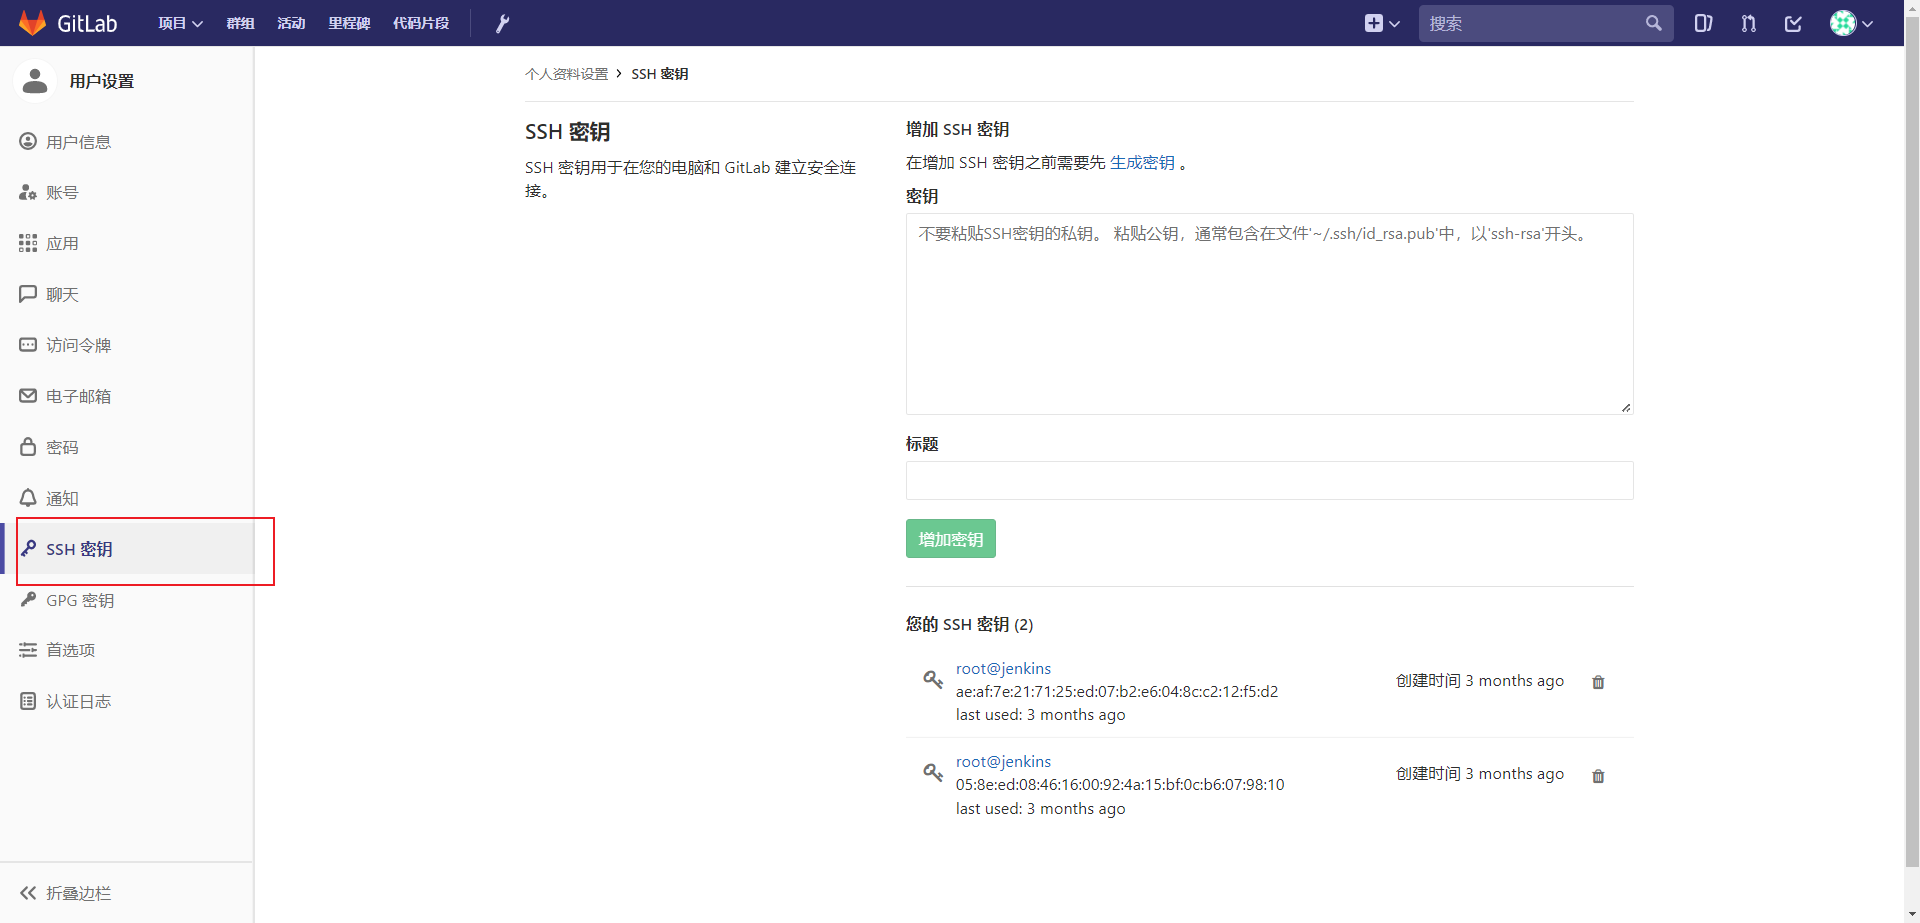 GitLab
项目
群组
活动
里程碑
代码片段
搜索
用户设置
用户信息
账号
应用
聊天
访问令牌
电子邮箱
密码
通知
SSH 密钥
GPG 密钥
首选项
认证日志
折叠边栏
个人资料设置 › SSH 密钥
SSH 密钥
SSH 密钥用于在您的电脑和 GitLab 建立安全连
接。
增加 SSH 密钥
在增加 SSH 密钥之前需要先 生成密钥 。
密钥
不要粘贴SSH密钥的私钥。 粘贴公钥，通常包含在文件'~/.ssh/id_rsa.pub'中，以'ssh-rsa'开头。
标题
增加密钥
您的 SSH 密钥 (2)
root@jenkins
ae:af:7e:21:71:25:ed:07:b2:e6:04:8c:c2:12:f5:d2
last used: 3 months ago
创建时间 3 months ago
root@jenkins
05:8e:ed:08:46:16:00:92:4a:15:bf:0c:b6:07:98:10
last used: 3 months ago
创建时间 3 months ago